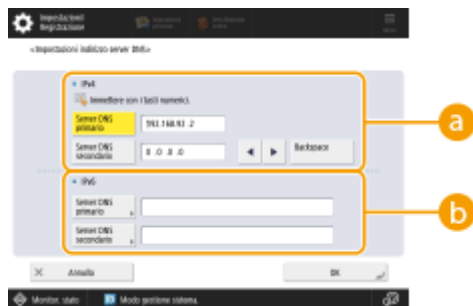 Impostazioni/
Registrazione
Menu
<Impostazioni indirizzo server DNS>
IPv4
Immettere con i tasti numerici.
Server DNS
primario
192.168.92 .2
Server DNS
secondario
0 .0 .0 .0
◀ ▶
Backspace
a
IPv6
Server DNS
primario
Server DNS
secondario
b
Annulla
OK
Monitor. stato
Modo gestione sistema.